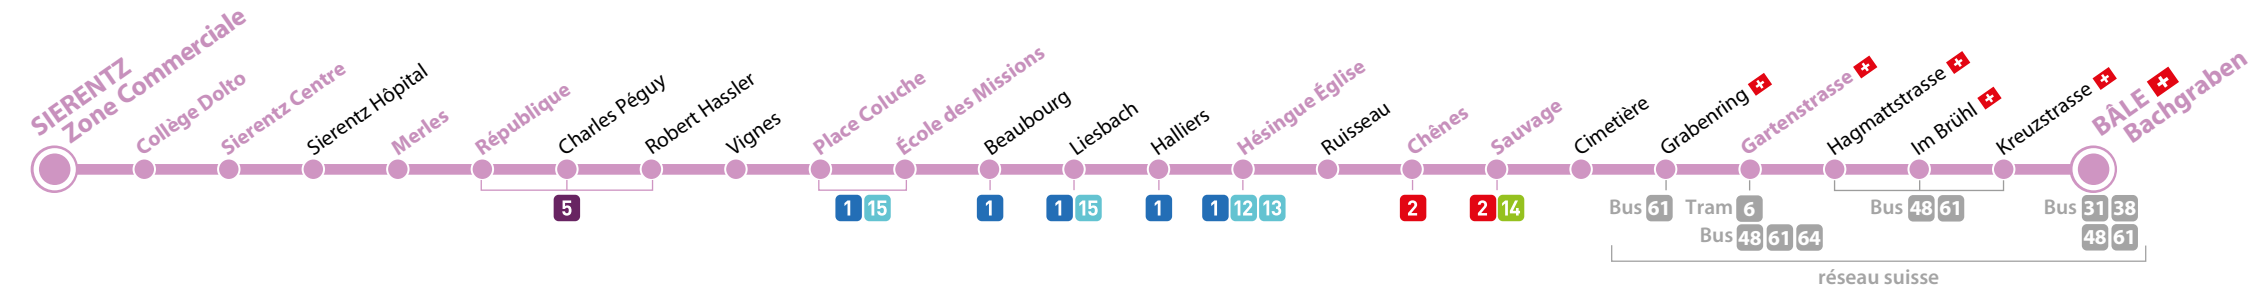 SIERENTZ
Zone Commerciale
Collège Dolto
Sierentz Centre
Sierentz Hôpital
Merles
République
Charles Péguy
Robert Hassler
Vignes
Place Coluche
École des Missions
Beaubourg
Liesbach
Halliers
Hésingue Église
Ruisseau
Chênes
Sauvage
Cimetière
Grabenring
Gartenstrasse
Hagmattstrasse
Im Brühl
Kreuzstrasse
BÂLE
Bachgraben
5
1 15
1
1 15
1
1 12 13
2
2 14
Bus 61
Tram 6
Bus 48 61 64
Bus 48 61
Bus 31 38
48 61
réseau suisse